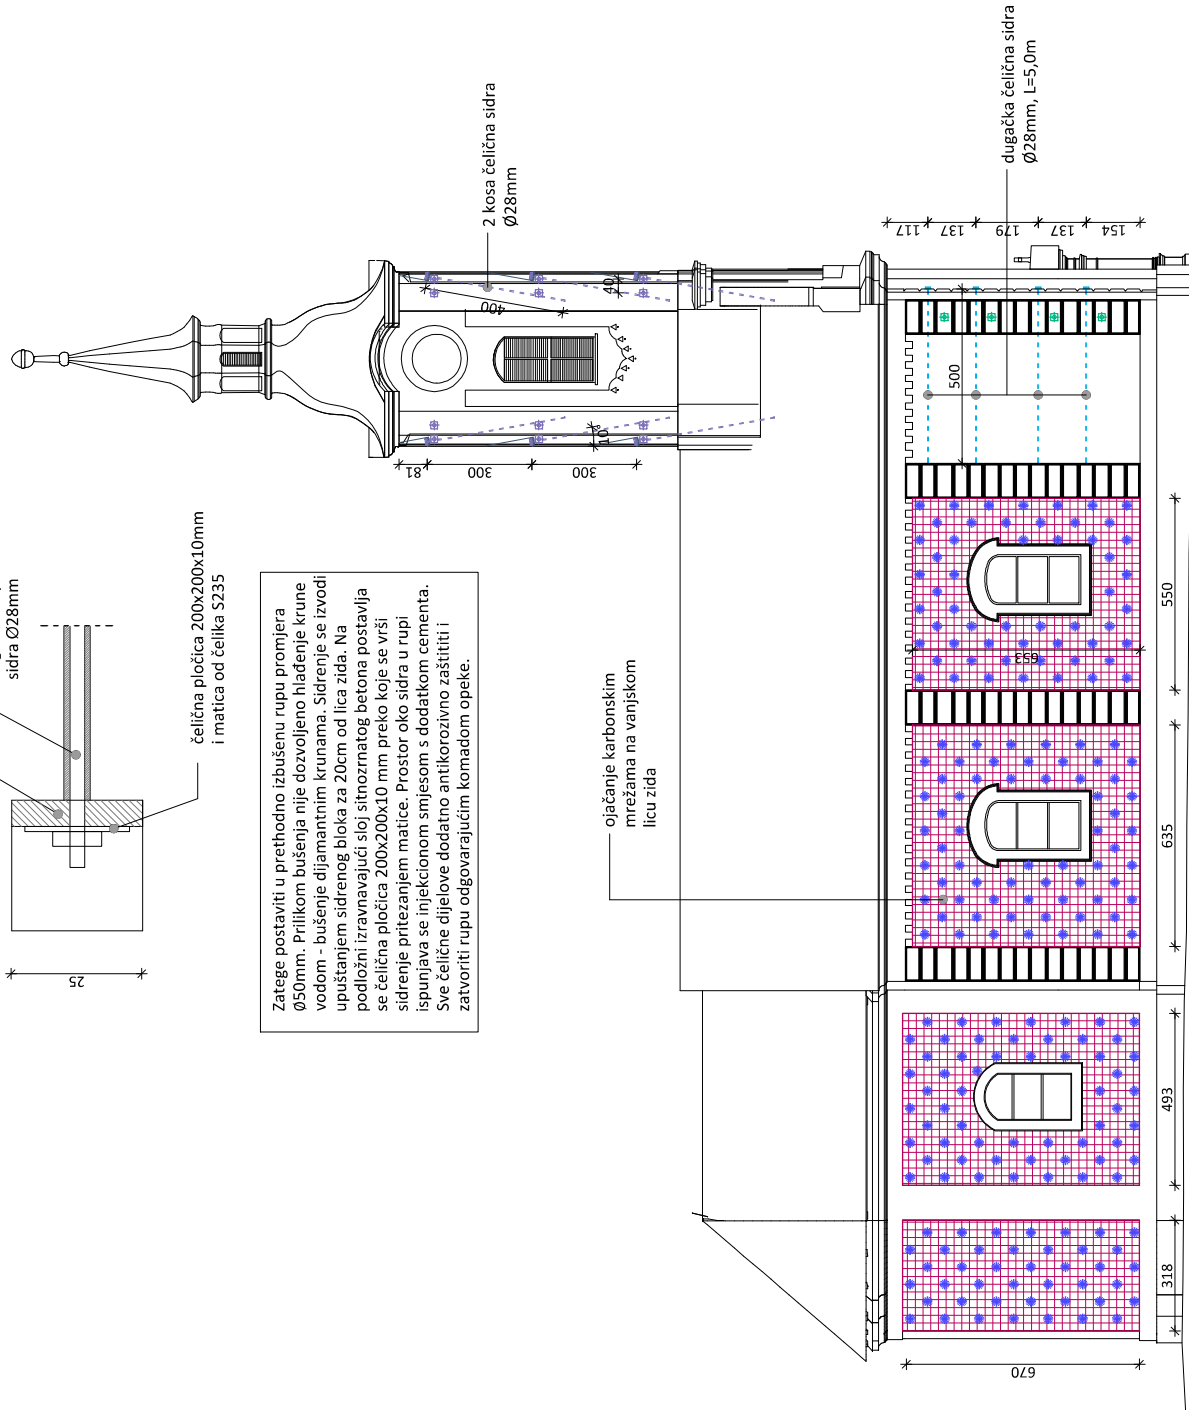 sidra Ø28mm
čelična pločica 200x200x10mm
i matica od čelika S235
25
Zatege postaviti u prethodno izbušenu rupu promjera
Ø50mm. Prilikom bušenja nije dozvoljeno hlađenje krune
vodom - bušenje dijamantnim krunama. Sidrenje se izvodi
upuštanjem sidrenog bloka za 20cm od lica zida. Na
podložni izravnavajući sloj sitnozrnatog betona postavlja
se čelična pločica 200x200x10 mm preko koje se vrši
sidrenje pritezanjem matice. Prostor oko sidra u rupi
ispunjava se injekcionom smjesom s dodatkom cementa.
Sve čelične dijelove dodatno antikorozivno zaštititi i
zatvoriti rupu odgovarajućim komadom opeke.
2 kosa čelična sidra
Ø28mm
400
40
10°
81
300
300
ojačanje karbonskim
mrežama na vanjskom
licu zida
dugačka čelična sidra
Ø28mm, L=5,0m
117
137
179
137
154
500
653
670
318
493
635
550